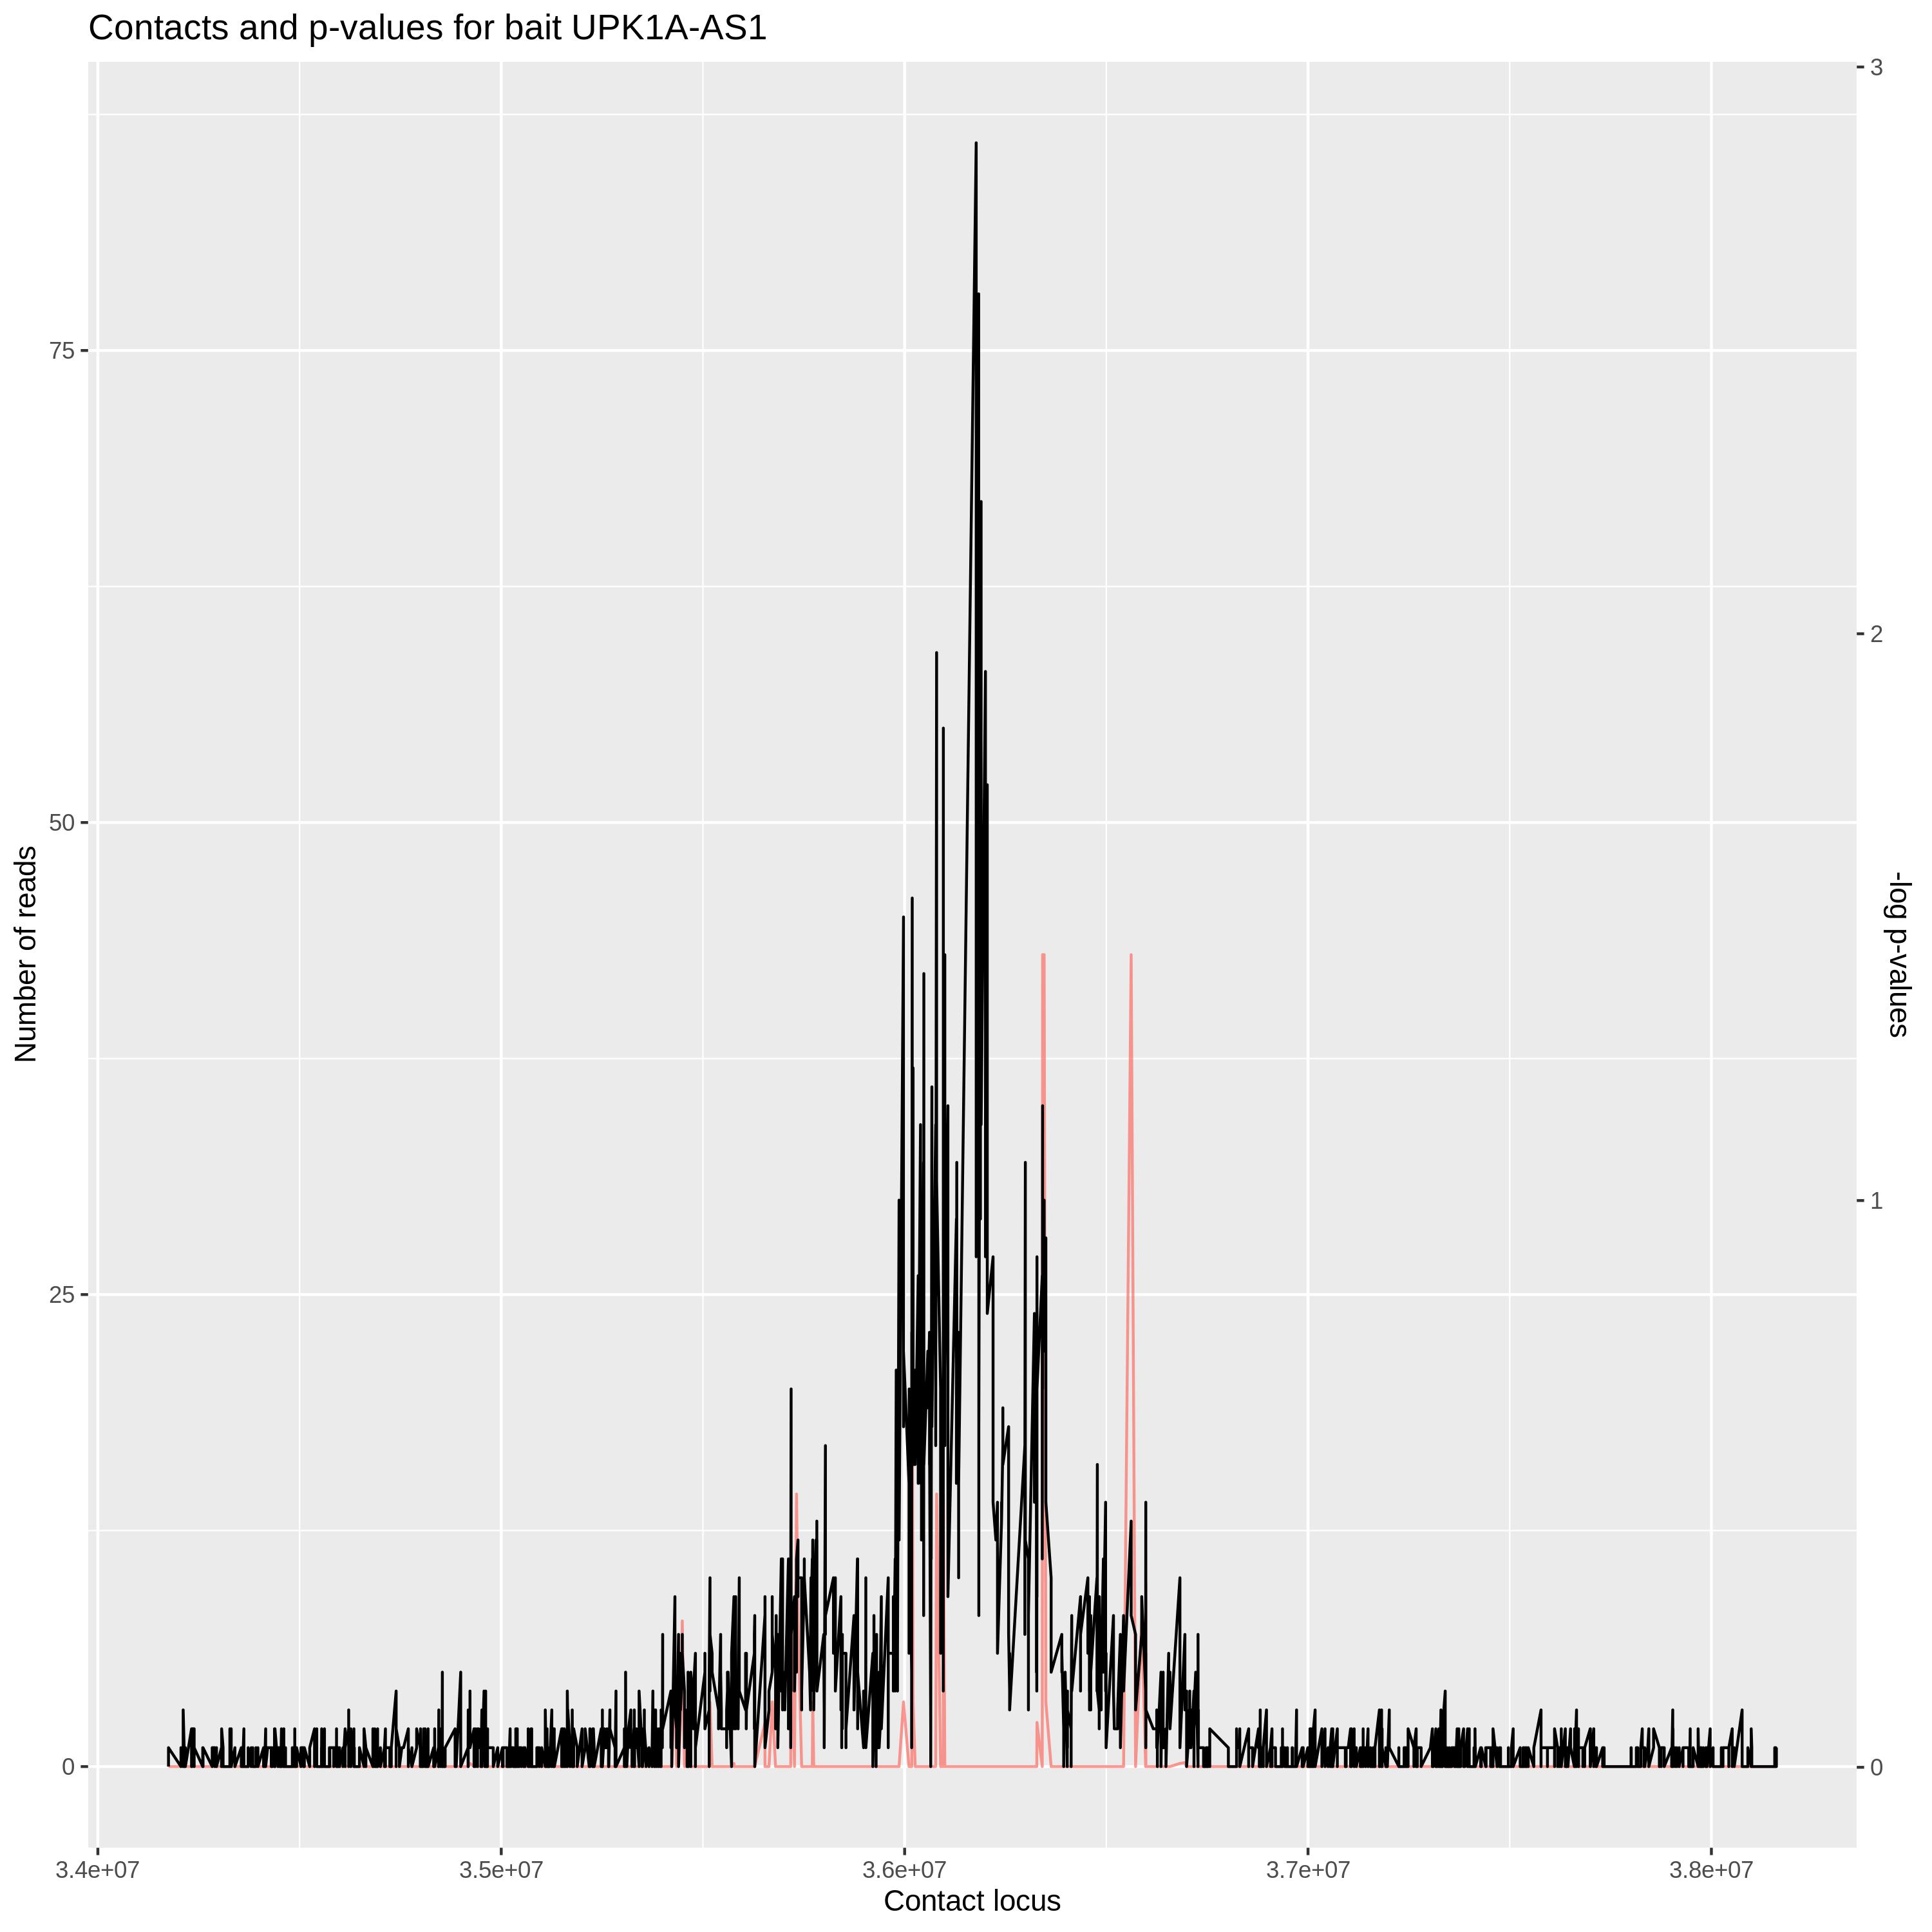 Contacts and p-values for bait UPK1A-AS1
Number of reads
75
50
25
0
3
2
1
0
-log p-values
3.4e+07 3.5e+07 3.6e+07 3.7e+07 3.8e+07
Contact locus